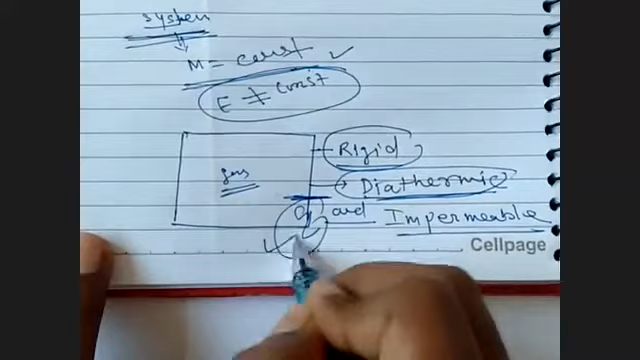 system
M = const ✓
E ≠ const
Rigid
gas
Diathermic
and Impermeable
Cellpage